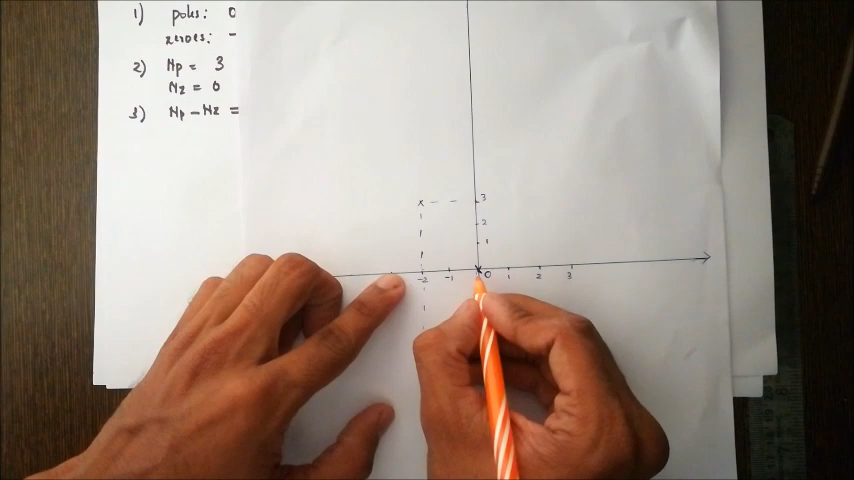 1) poles: 0
zeroes: -
2) Np = 3
Nz = 0
3) Np - Nz =
x
3
2
1
x
-2 -1 0 1 2 3